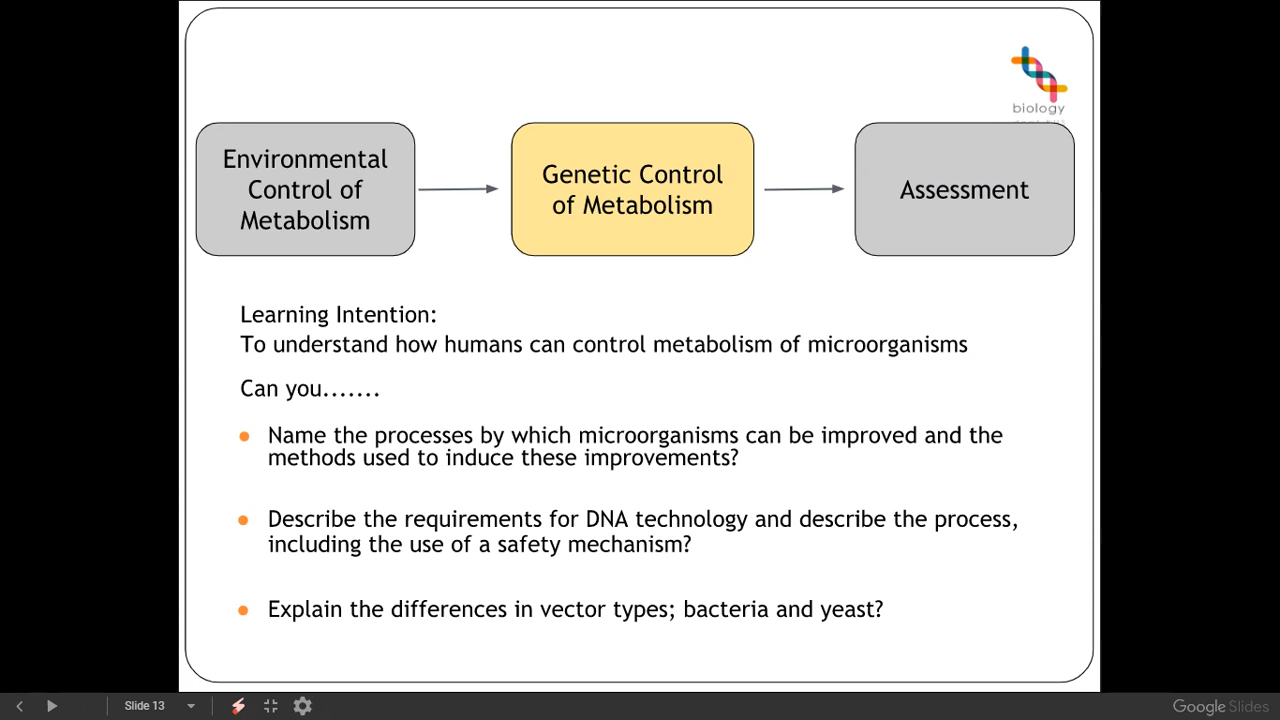 biology
Environmental
Control of
Metabolism
Genetic Control
of Metabolism
Assessment
Learning Intention:
To understand how humans can control metabolism of microorganisms
Can you.......
Name the processes by which microorganisms can be improved and the
methods used to induce these improvements?
Describe the requirements for DNA technology and describe the process,
including the use of a safety mechanism?
Explain the differences in vector types; bacteria and yeast?
Slide 13
Google Slides